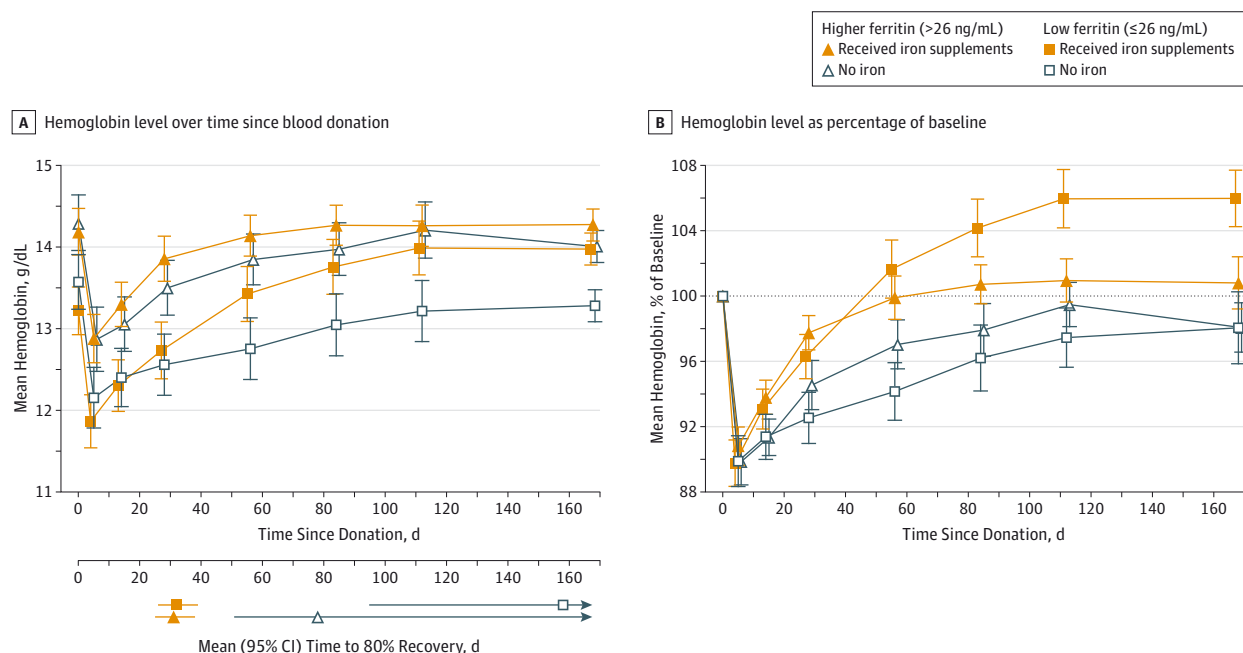 Higher ferritin (>26 ng/mL)
Low ferritin (≤26 ng/mL)
Received iron supplements
Received iron supplements
No iron
No iron
A Hemoglobin level over time since blood donation
15
14
13
12
11
Mean Hemoglobin, g/dL
0 20 40 60 80 100 120 140 160
Time Since Donation, d
0 20 40 60 80 100 120 140 160
Mean (95% CI) Time to 80% Recovery, d
B Hemoglobin level as percentage of baseline
108
104
100
96
92
88
Mean Hemoglobin, % of Baseline
0 20 40 60 80 100 120 140 160
Time Since Donation, d